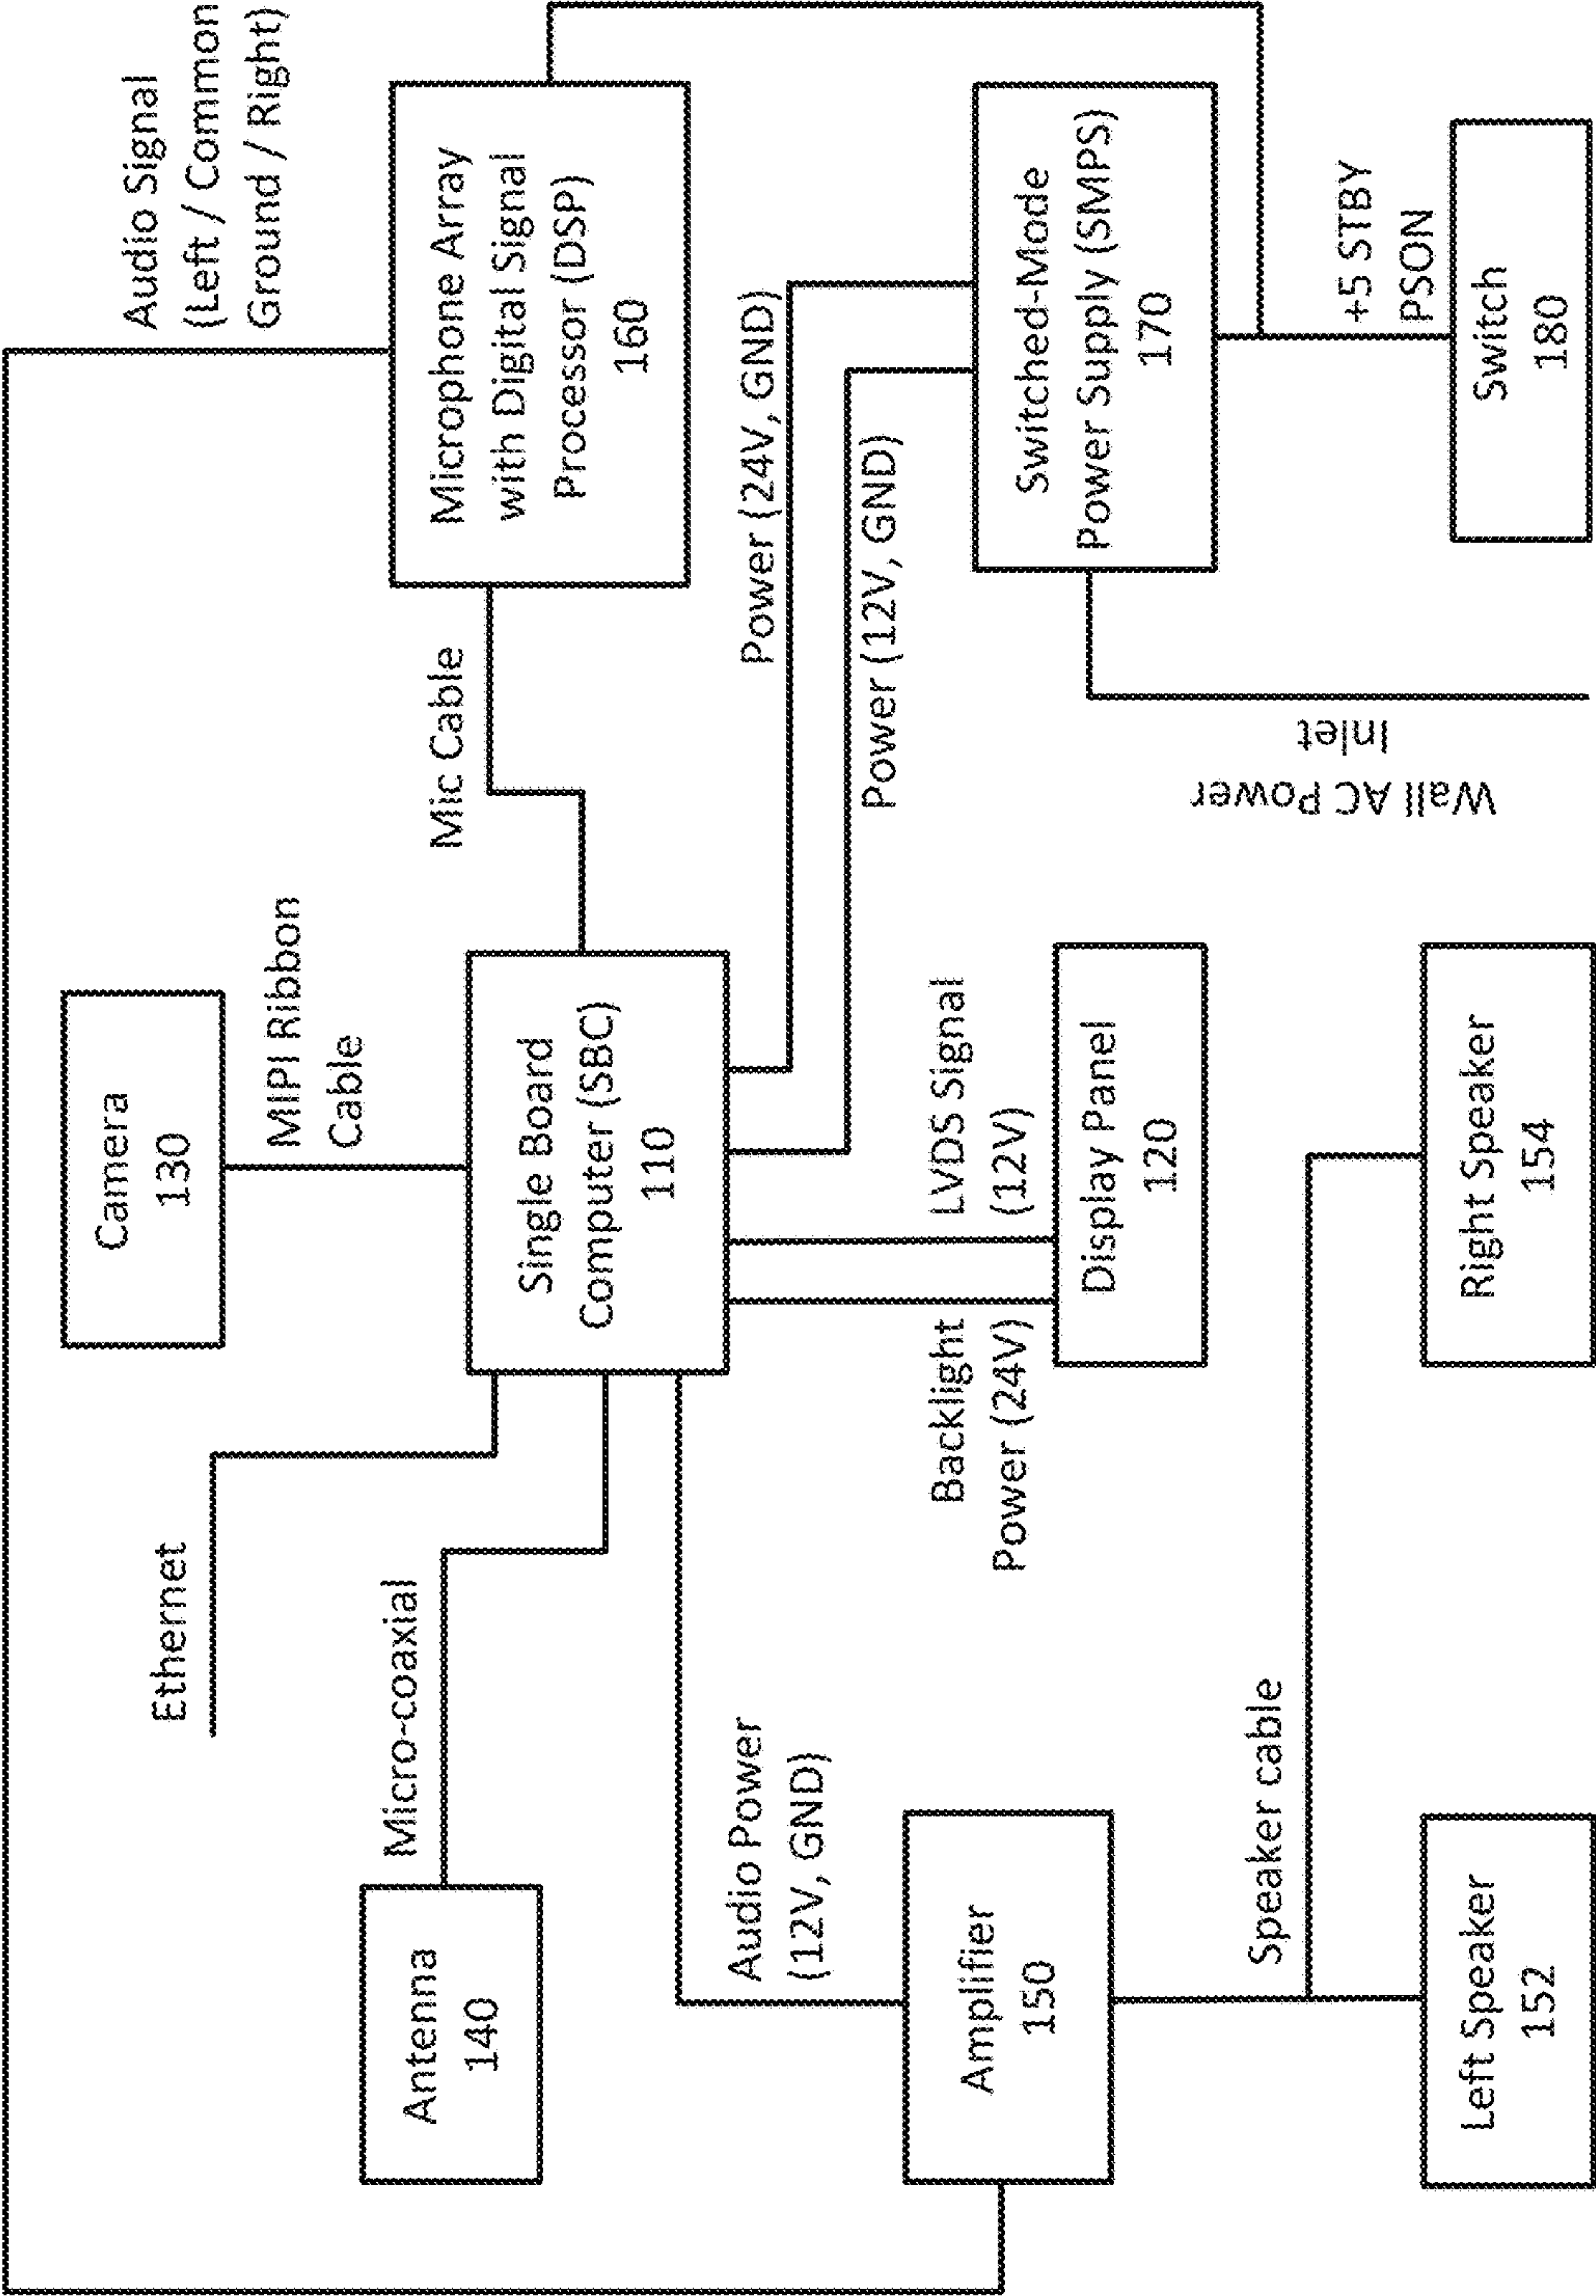 Audio Signal
(Left / Common
Ground / Right)
Ethernet
Camera
130
MIPI Ribbon
Cable
Micro-coaxial
Mic Cable
Antenna
140
Single Board
Computer (SBC)
110
Microphone Array
with Digital Signal
Processor (DSP)
160
Audio Power
(12V, GND)
Power (24V, GND)
Power (12V, GND)
Backlight
Power (24V)
LVDS Signal
(12V)
Amplifier
150
Display Panel
120
Switched-Mode
Power Supply (SMPS)
170
Wall AC Power
Inlet
Speaker cable
+5 STBY
PSON
Left Speaker
152
Right Speaker
154
Switch
180